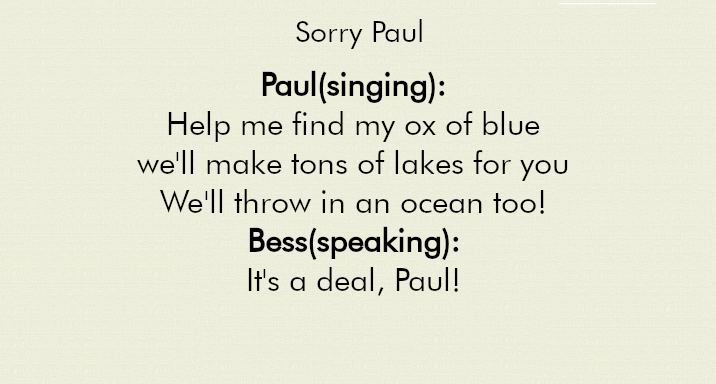 Sorry Paul
Paul(singing):
Help me find my ox of blue
we'll make tons of lakes for you
We'll throw in an ocean too!
Bess(speaking):
It's a deal, Paul!